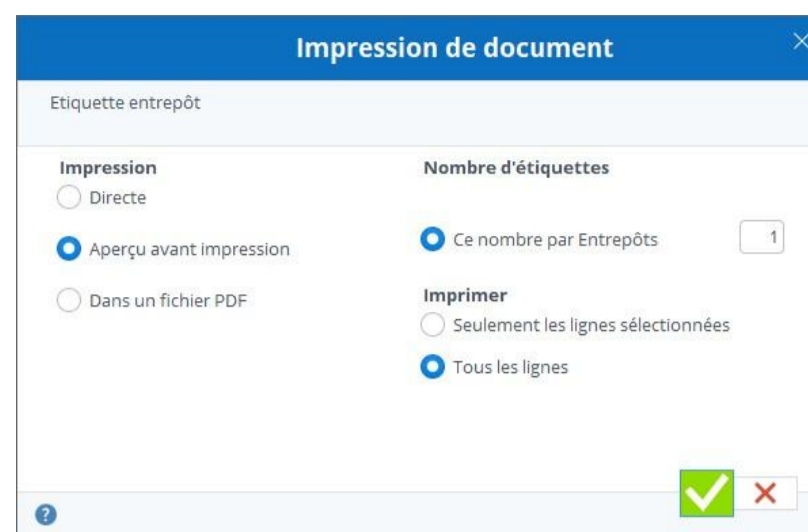 Impression de document
Etiquette entrepôt
Impression
Directe
Aperçu avant impression
Dans un fichier PDF
Nombre d'étiquettes
Ce nombre par Entrepôts 1
Imprimer
Seulement les lignes sélectionnées
Tous les lignes
?